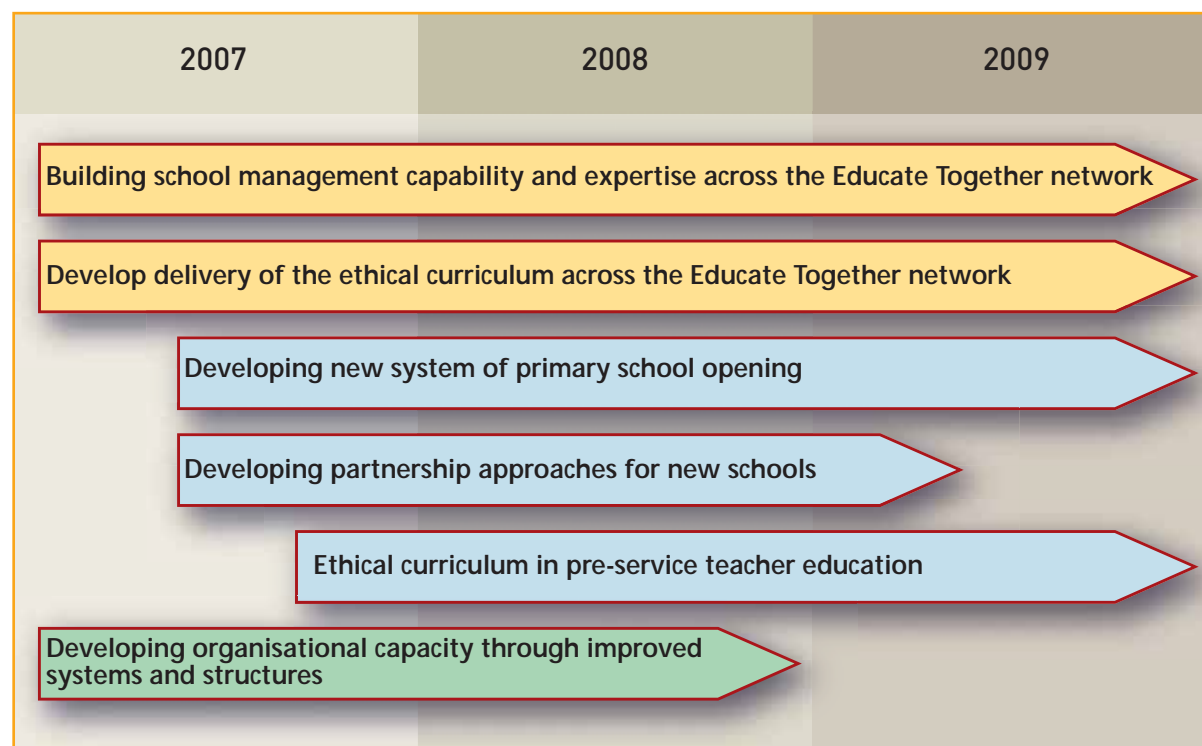 2007 2008 2009
Building school management capability and expertise across the Educate Together network
Develop delivery of the ethical curriculum across the Educate Together network
Developing new system of primary school opening
Developing partnership approaches for new schools
Ethical curriculum in pre-service teacher education
Developing organisational capacity through improved
systems and structures